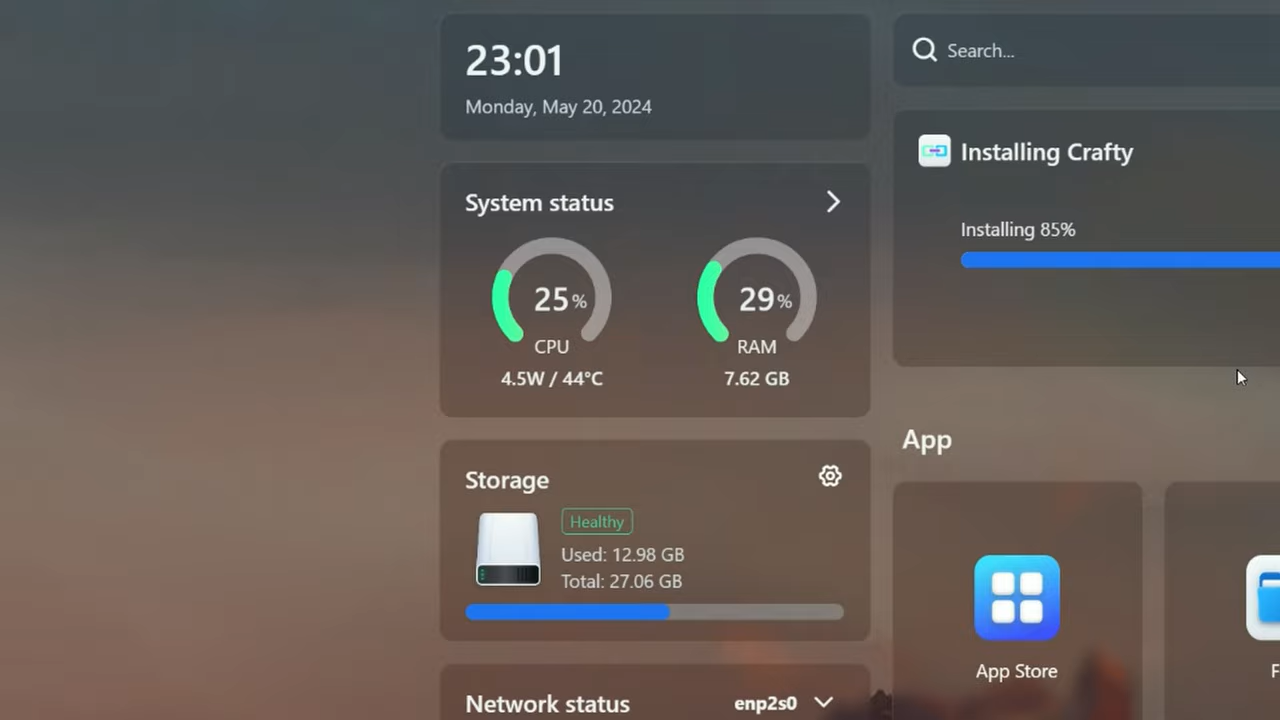 23:01
Monday, May 20, 2024
System status
25%
CPU
4.5W / 44°C
29%
RAM
7.62 GB
Storage
Healthy
Used: 12.98 GB
Total: 27.06 GB
Network status enp2s0
Search...
Installing Crafty
Installing 85%
App
App Store
F